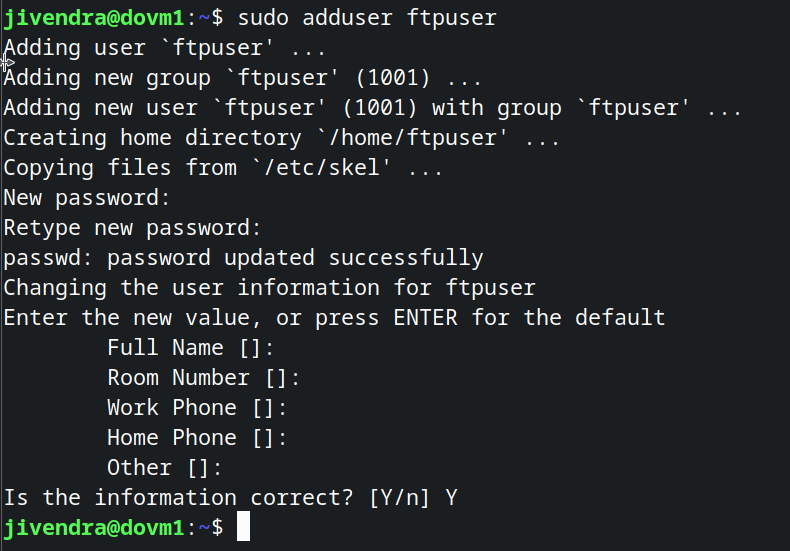 jivendra@dovm1:~$ sudo adduser ftpuser
Adding user `ftpuser' ...
Adding new group `ftpuser' (1001) ...
Adding new user `ftpuser' (1001) with group `ftpuser' ...
Creating home directory `/home/ftpuser' ...
Copying files from `/etc/skel' ...
New password:
Retype new password:
passwd: password updated successfully
Changing the user information for ftpuser
Enter the new value, or press ENTER for the default
        Full Name []:
        Room Number []:
        Work Phone []:
        Home Phone []:
        Other []:
Is the information correct? [Y/n] Y
jivendra@dovm1:~$